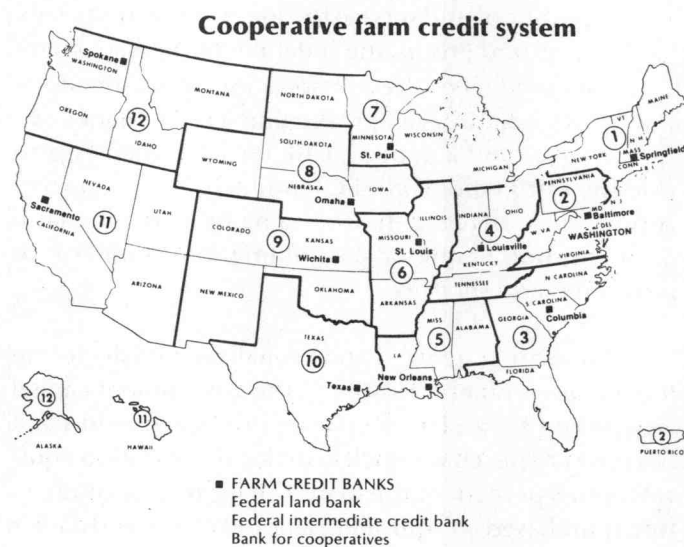 Cooperative farm credit system
Spokane
WASHINGTON
MONTANA
NORTH DAKOTA
7
MAINE
OREGON
12
IDAHO
MINNESOTA
St. Paul
WISCONSIN
VT
N H
1
NEW YORK
MASS
CONN
Springfield
SOUTH DAKOTA
8
WYOMING
MICHIGAN
NEVADA
NEBRASKA
Omaha
IOWA
PENNSYLVANIA
2
N J
Sacramento
CALIFORNIA
11
UTAH
COLORADO
9
KANSAS
Wichita
ILLINOIS
INDIANA
OHIO
4
MD
DEL
Baltimore
WASHINGTON
W VA
VIRGINIA
MISSOURI
St. Louis
6
Louisville
KENTUCKY
ARIZONA
NEW MEXICO
OKLAHOMA
ARKANSAS
TENNESSEE
N CAROLINA
S CAROLINA
Columbia
TEXAS
10
Texas
LA
MISS
5
ALABAMA
GEORGIA
3
New Orleans
FLORIDA
12
ALASKA
11
HAWAII
2
PUERTO RICO
■ FARM CREDIT BANKS
Federal land bank
Federal intermediate credit bank
Bank for cooperatives